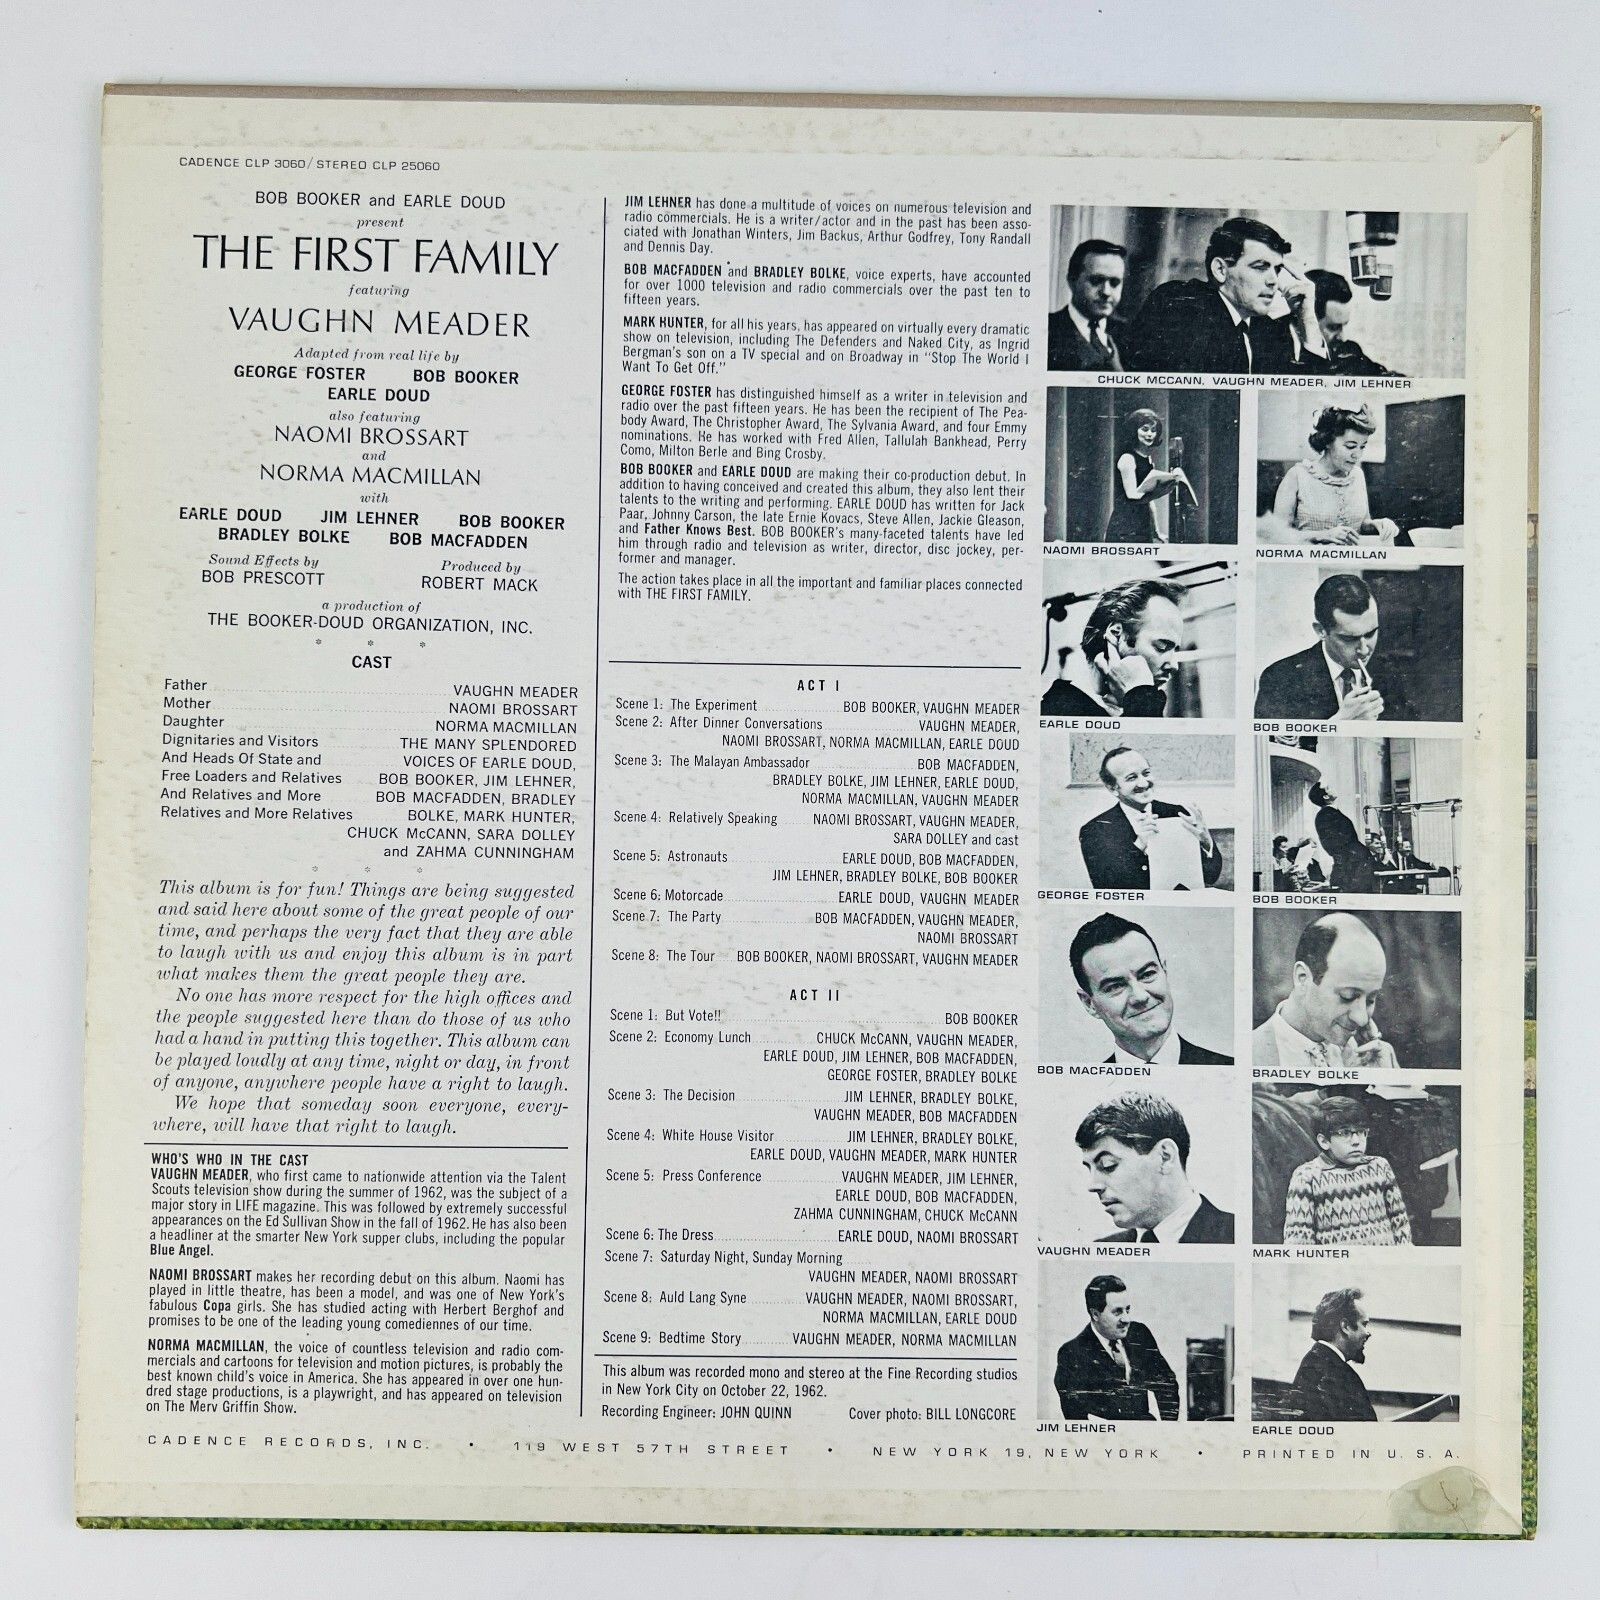 CADENCE CLP 3060/STEREO CLP 25060
BOB BOOKER and EARLE DOUD
present
THE FIRST FAMILY
featuring
VAUGHN MEADER
Adapted from real life by
GEORGE FOSTER BOB BOOKER
EARLE DOUD
also featuring
NAOMI BROSSART
and
NORMA MACMILLAN
with
EARLE DOUD JIM LEHNER BOB BOOKER
BRADLEY BOLKE BOB MACFADDEN
Sound Effects by Produced by
BOB PRESCOTT ROBERT MACK
a production of
THE BOOKER-DOUD ORGANIZATION, INC.
* * *
CAST
Father VAUGHN MEADER
Mother NAOMI BROSSART
Daughter NORMA MACMILLAN
Dignitaries and Visitors THE MANY SPLENDORED
And Heads Of State and VOICES OF EARLE DOUD,
Free Loaders and Relatives BOB BOOKER, JIM LEHNER,
And Relatives and More BOB MACFADDEN, BRADLEY
Relatives and More Relatives BOLKE, MARK HUNTER,
CHUCK McCANN, SARA DOLLEY
and ZAHMA CUNNINGHAM
* * *
This album is for fun! Things are being suggested
and said here about some of the great people of our
time, and perhaps the very fact that they are able
to laugh with us and enjoy this album is in part
what makes them the great people they are.
No one has more respect for the high offices and
the people suggested here than do those of us who
had a hand in putting this together. This album can
be played loudly at any time, night or day, in front
of anyone, anywhere people have a right to laugh.
We hope that someday soon everyone, every-
where, will have that right to laugh.
WHO'S WHO IN THE CAST
VAUGHN MEADER, who first came to nationwide attention via the Talent
Scouts television show during the summer of 1962, was the subject of a
major story in LIFE magazine. This was followed by extremely successful
appearances on the Ed Sullivan Show in the fall of 1962. He has also been
a headliner at the smarter New York supper clubs, including the popular
Blue Angel.
NAOMI BROSSART makes her recording debut on this album. Naomi has
played in little theatre, has been a model, and was one of New York's
fabulous Copa girls. She has studied acting with Herbert Berghof and
promises to be one of the leading young comediennes of our time.
NORMA MACMILLAN, the voice of countless television and radio com-
mercials and cartoons for television and motion pictures, is probably the
best known child's voice in America. She has appeared in over one hun-
dred stage productions, is a playwright, and has appeared on television
on The Merv Griffin Show.
JIM LEHNER has done a multitude of voices on numerous television and
radio commercials. He is a writer/actor and in the past has been asso-
ciated with Jonathan Winters, Jim Backus, Arthur Godfrey, Tony Randall
and Dennis Day.
BOB MACFADDEN and BRADLEY BOLKE, voice experts, have accounted
for over 1000 television and radio commercials over the past ten to
fifteen years.
MARK HUNTER, for all his years, has appeared on virtually every dramatic
show on television, including The Defenders and Naked City, as Ingrid
Bergman's son on a TV special and on Broadway in "Stop The World I
Want To Get Off."
GEORGE FOSTER has distinguished himself as a writer in television and
radio over the past fifteen years. He has been the recipient of The Pea-
body Award, The Christopher Award, The Sylvania Award, and four Emmy
nominations. He has worked with Fred Allen, Tallulah Bankhead, Perry
Como, Milton Berle and Bing Crosby.
BOB BOOKER and EARLE DOUD are making their co-production debut. In
addition to having conceived and created this album, they also lent their
talents to the writing and performing. EARLE DOUD has written for Jack
Paar, Johnny Carson, the late Ernie Kovacs, Steve Allen, Jackie Gleason,
and Father Knows Best. BOB BOOKER's many-faceted talents have led
him through radio and television as writer, director, disc jockey, per-
former and manager.
The action takes place in all the important and familiar places connected
with THE FIRST FAMILY.
ACT I
Scene 1: The Experiment BOB BOOKER, VAUGHN MEADER
Scene 2: After Dinner Conversations VAUGHN MEADER,
NAOMI BROSSART, NORMA MACMILLAN, EARLE DOUD
Scene 3: The Malayan Ambassador BOB MACFADDEN,
BRADLEY BOLKE, JIM LEHNER, EARLE DOUD,
NORMA MACMILLAN, VAUGHN MEADER
Scene 4: Relatively Speaking NAOMI BROSSART, VAUGHN MEADER,
SARA DOLLEY and cast
Scene 5: Astronauts EARLE DOUD, BOB MACFADDEN,
JIM LEHNER, BRADLEY BOLKE, BOB BOOKER
Scene 6: Motorcade EARLE DOUD, VAUGHN MEADER
Scene 7: The Party BOB MACFADDEN, VAUGHN MEADER,
NAOMI BROSSART
Scene 8: The Tour BOB BOOKER, NAOMI BROSSART, VAUGHN MEADER
ACT II
Scene 1: But Vote!! BOB BOOKER
Scene 2: Economy Lunch CHUCK McCANN, VAUGHN MEADER,
EARLE DOUD, JIM LEHNER, BOB MACFADDEN,
GEORGE FOSTER, BRADLEY BOLKE
Scene 3: The Decision JIM LEHNER, BRADLEY BOLKE,
VAUGHN MEADER, BOB MACFADDEN
Scene 4: White House Visitor JIM LEHNER, BRADLEY BOLKE,
EARLE DOUD, VAUGHN MEADER, MARK HUNTER
Scene 5: Press Conference VAUGHN MEADER, JIM LEHNER,
EARLE DOUD, BOB MACFADDEN,
ZAHMA CUNNINGHAM, CHUCK McCANN
Scene 6: The Dress EARLE DOUD, NAOMI BROSSART
Scene 7: Saturday Night, Sunday Morning
VAUGHN MEADER, NAOMI BROSSART
Scene 8: Auld Lang Syne VAUGHN MEADER, NAOMI BROSSART,
NORMA MACMILLAN, EARLE DOUD
Scene 9: Bedtime Story VAUGHN MEADER, NORMA MACMILLAN
This album was recorded mono and stereo at the Fine Recording studios
in New York City on October 22, 1962.
Recording Engineer: JOHN QUINN Cover photo: BILL LONGCORE
CHUCK MCCANN, VAUGHN MEADER, JIM LEHNER
NAOMI BROSSART NORMA MACMILLAN
EARLE DOUD BOB BOOKER
GEORGE FOSTER BOB BOOKER
BOB MACFADDEN BRADLEY BOLKE
VAUGHN MEADER MARK HUNTER
JIM LEHNER EARLE DOUD
CADENCE RECORDS, INC. • 119 WEST 57TH STREET • NEW YORK 19, NEW YORK • PRINTED IN U. S. A.